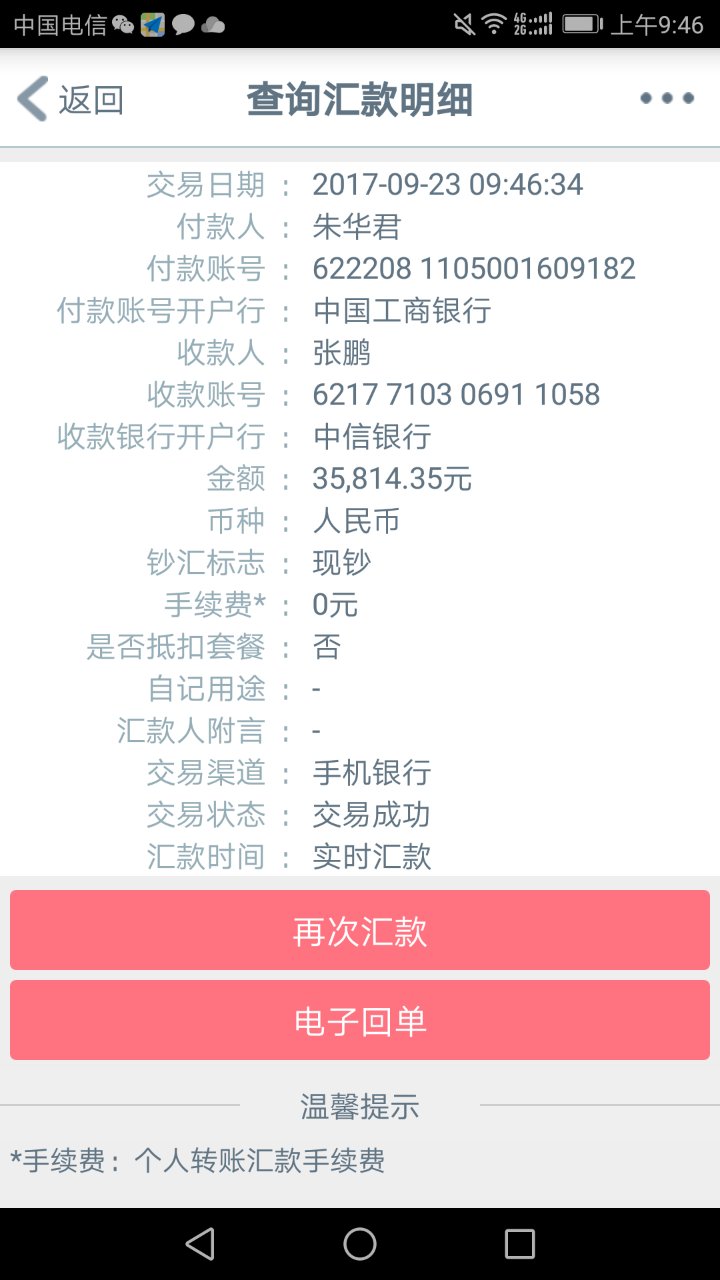 中国电信 4G 2G 上午9:46
返回 查询汇款明细
交易日期 : 2017-09-23 09:46:34
付款人 : 朱华君
付款账号 : 622208 1105001609182
付款账号开户行 : 中国工商银行
收款人 : 张鹏
收款账号 : 6217 7103 0691 1058
收款银行开户行 : 中信银行
金额 : 35,814.35元
币种 : 人民币
钞汇标志 : 现钞
手续费* : 0元
是否抵扣套餐 : 否
自记用途 : -
汇款人附言 : -
交易渠道 : 手机银行
交易状态 : 交易成功
汇款时间 : 实时汇款
再次汇款
电子回单
温馨提示
*手续费：个人转账汇款手续费